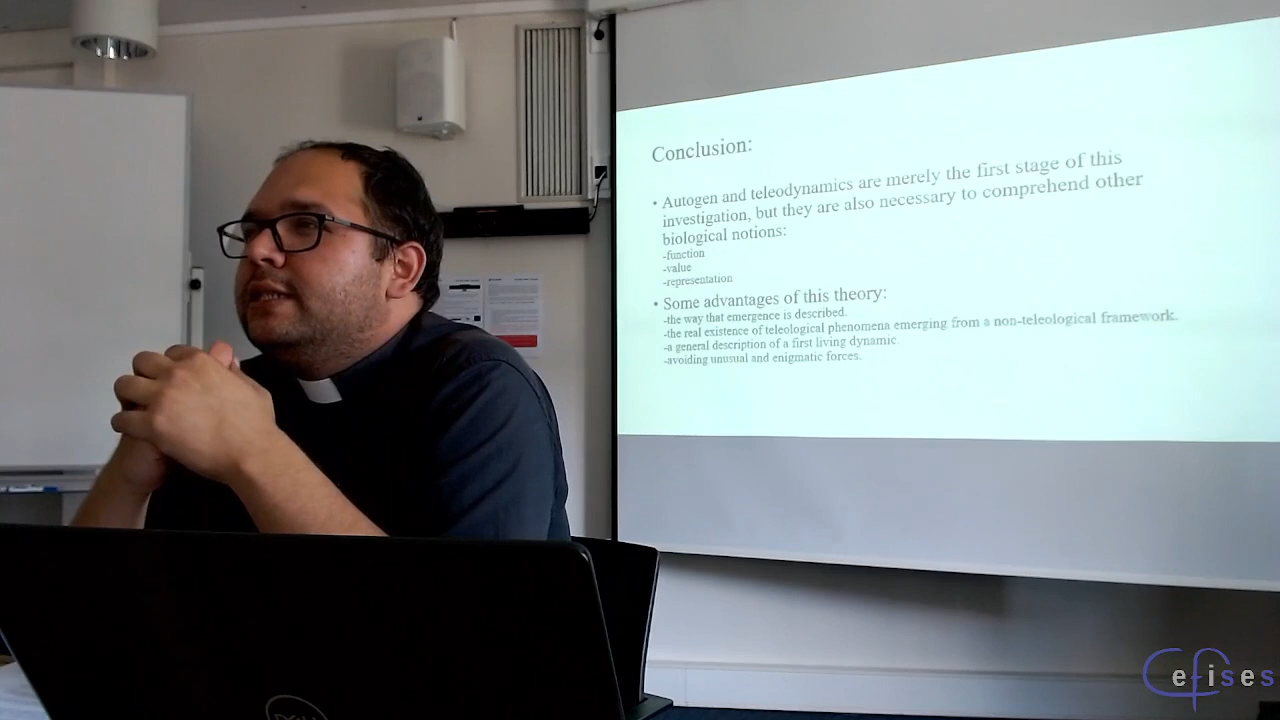 Conclusion:
• Autogen and teleodynamics are merely the first stage of this
investigation, but they are also necessary to comprehend other
biological notions:
-function
-value
-representation
• Some advantages of this theory:
-the way that emergence is described.
-the real existence of teleological phenomena emerging from a non-teleological framework.
-a general description of a first living dynamic.
-avoiding unusual and enigmatic forces.
DELL
Cefises